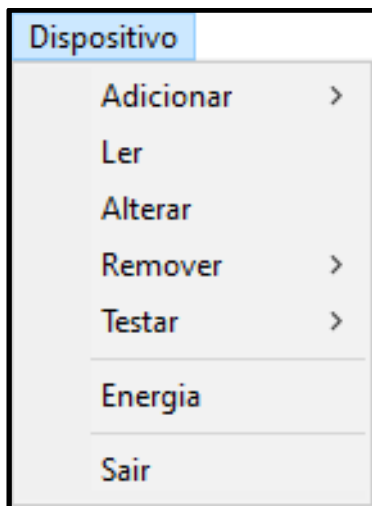 Dispositivo
Adicionar
Ler
Alterar
Remover
Testar
Energia
Sair